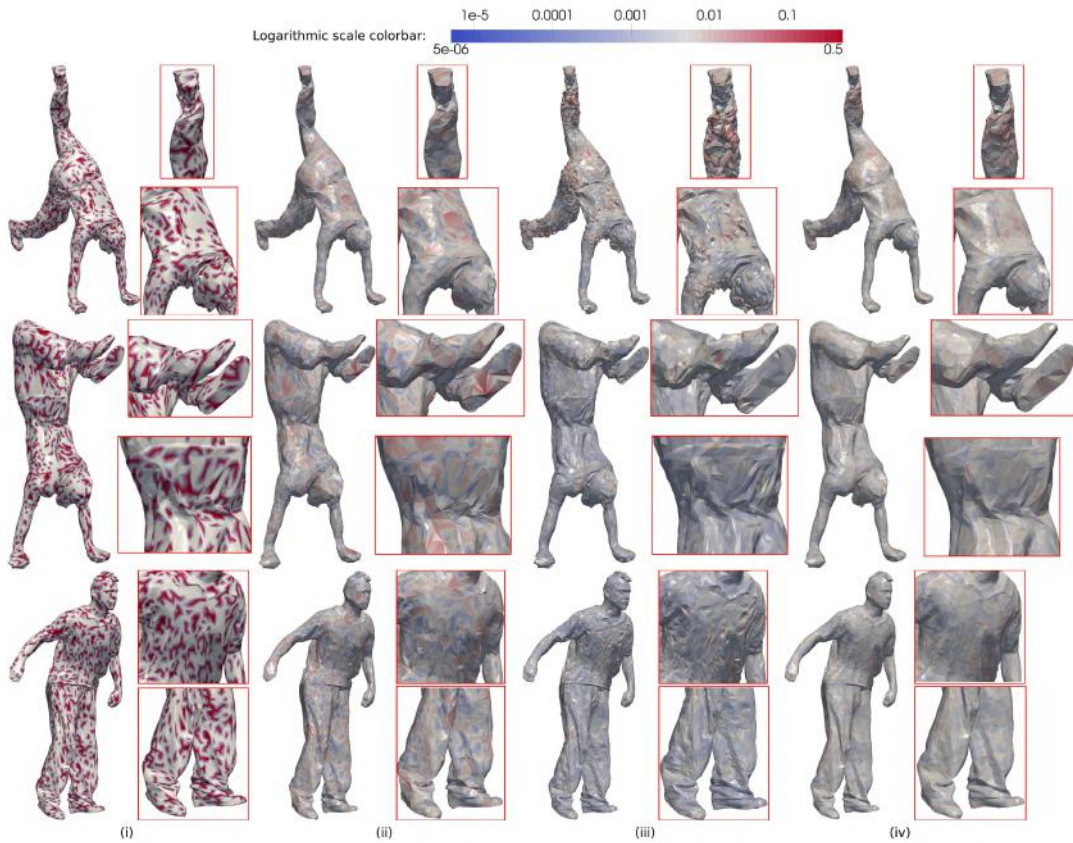 1e-5 0.0001 0.001 0.01 0.1
Logarithmic scale colorbar:
5e-06 0.5
(i) (ii) (iii) (iv)